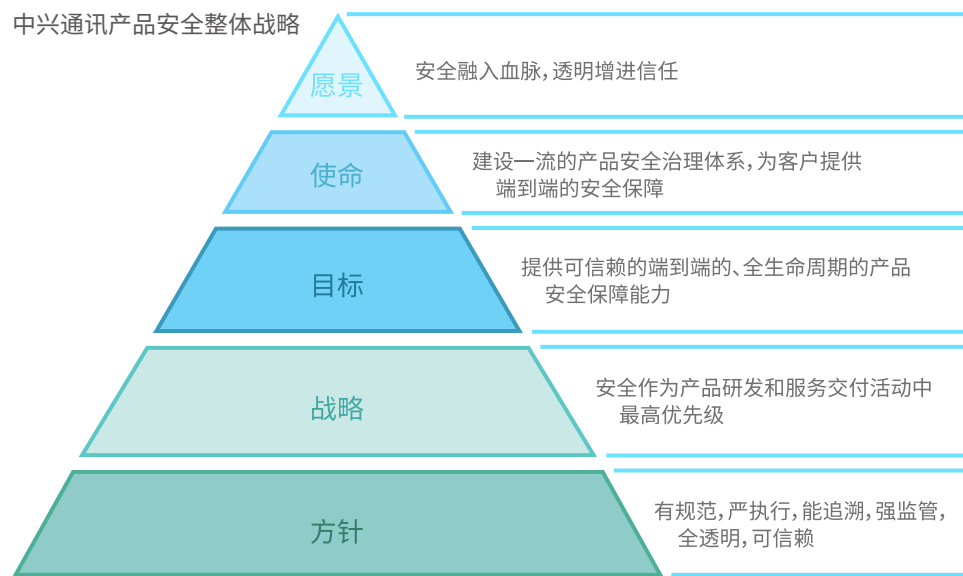 中兴通讯产品安全整体战略
愿景
安全融入血脉，透明增进信任
使命
建设一流的产品安全治理体系，为客户提供
端到端的安全保障
目标
提供可信赖的端到端的、全生命周期的产品
安全保障能力
战略
安全作为产品研发和服务交付活动中
最高优先级
方针
有规范，严执行，能追溯，强监管，
全透明，可信赖